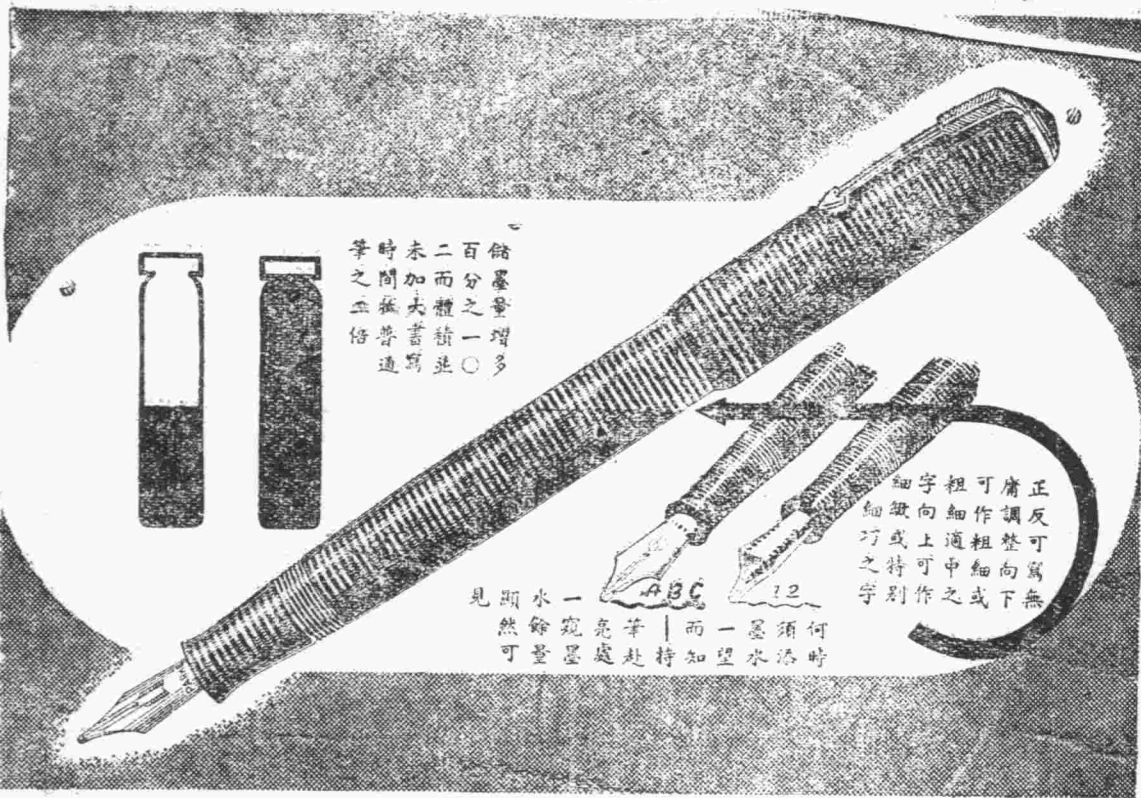 儲墨量增多
百分之一〇
二而體積並
未加大書寫
時間較普通
筆之五倍
正反可寫無
庸調整向下
可作粗細或
粗細適中之
字向上可作
細緻或特別
細巧之字
ABC
12
何時
須添
墨水
一望
而知
｜持
筆赴
亮處
一窺墨
水餘量
顯然可
見